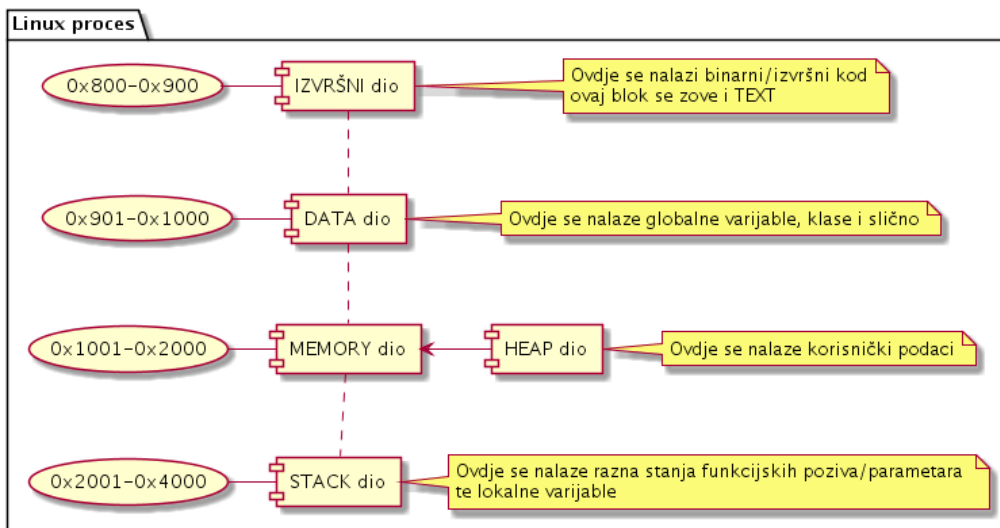 Linux proces
0x800-0x900
IZVRŠNI dio
Ovdje se nalazi binarni/izvršni kod
ovaj blok se zove i TEXT
0x901-0x1000
DATA dio
Ovdje se nalaze globalne varijable, klase i slično
0x1001-0x2000
MEMORY dio
HEAP dio
Ovdje se nalaze korisnički podaci
0x2001-0x4000
STACK dio
Ovdje se nalaze razna stanja funkcijskih poziva/parametara
te lokalne varijable